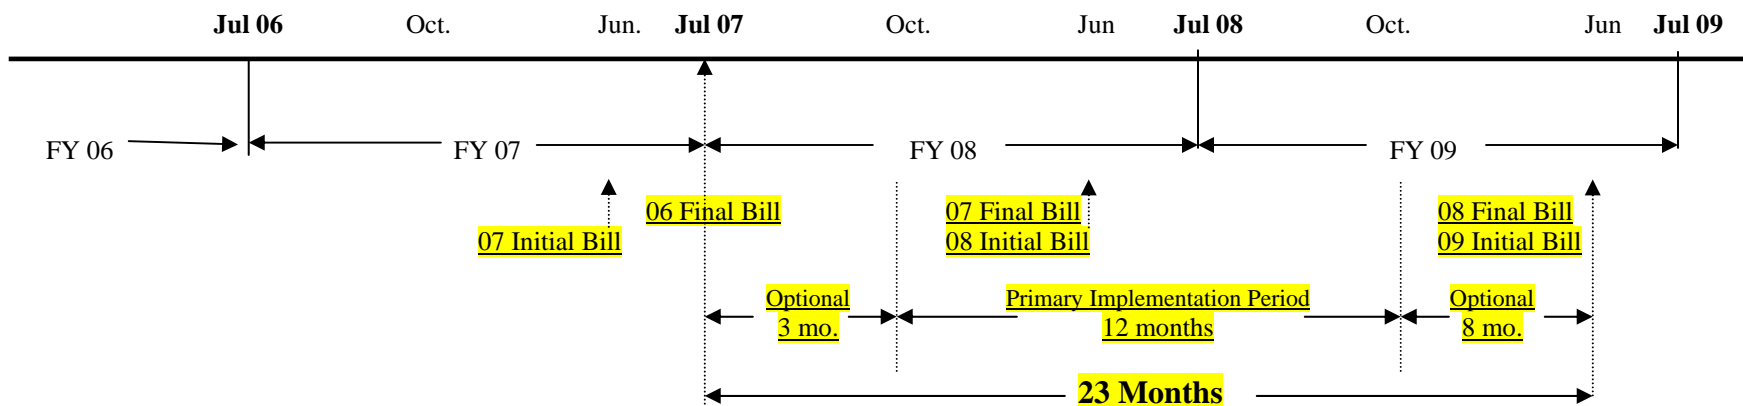 Jul 06 Oct. Jun. Jul 07 Oct. Jun Jul 08 Oct. Jun Jul 09
FY 06 FY 07 FY 08 FY 09
06 Final Bill 07 Final Bill 08 Final Bill
07 Initial Bill 08 Initial Bill 09 Initial Bill
Optional Primary Implementation Period Optional
3 mo. 12 months 8 mo.
23 Months